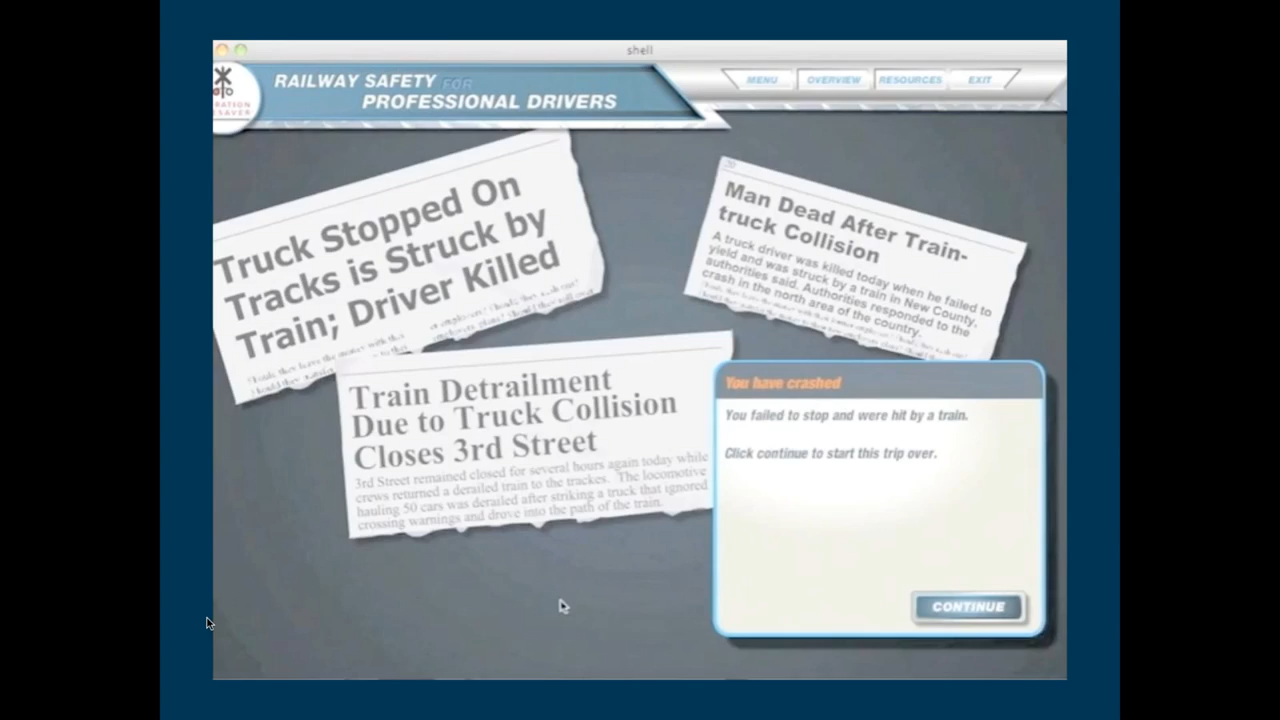 shell
RAILWAY SAFETY FOR
PROFESSIONAL DRIVERS
MENU
OVERVIEW
RESOURCES
EXIT
RATION
ESAVER
Truck Stopped On
Tracks is Struck by
Train; Driver Killed
Man Dead After Train-
truck Collision
A truck driver was killed today when he failed to
yield and was struck by a train in New County,
authorities said. Authorities responded to the
crash in the north area of the country.
Train Detrailment
Due to Truck Collision
Closes 3rd Street
3rd Street remained closed for several hours again today while
crews returned a derailed train to the trackes. The locomotive
hauling 50 cars was derailed after striking a truck that ignored
crossing warnings and drove into the path of the train.
You have crashed
You failed to stop and were hit by a train.
Click continue to start this trip over.
CONTINUE